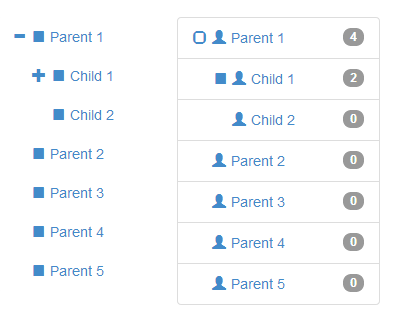 Parent 1
Child 1
Child 2
Parent 2
Parent 3
Parent 4
Parent 5
Parent 1 4
Child 1 2
Child 2 0
Parent 2 0
Parent 3 0
Parent 4 0
Parent 5 0